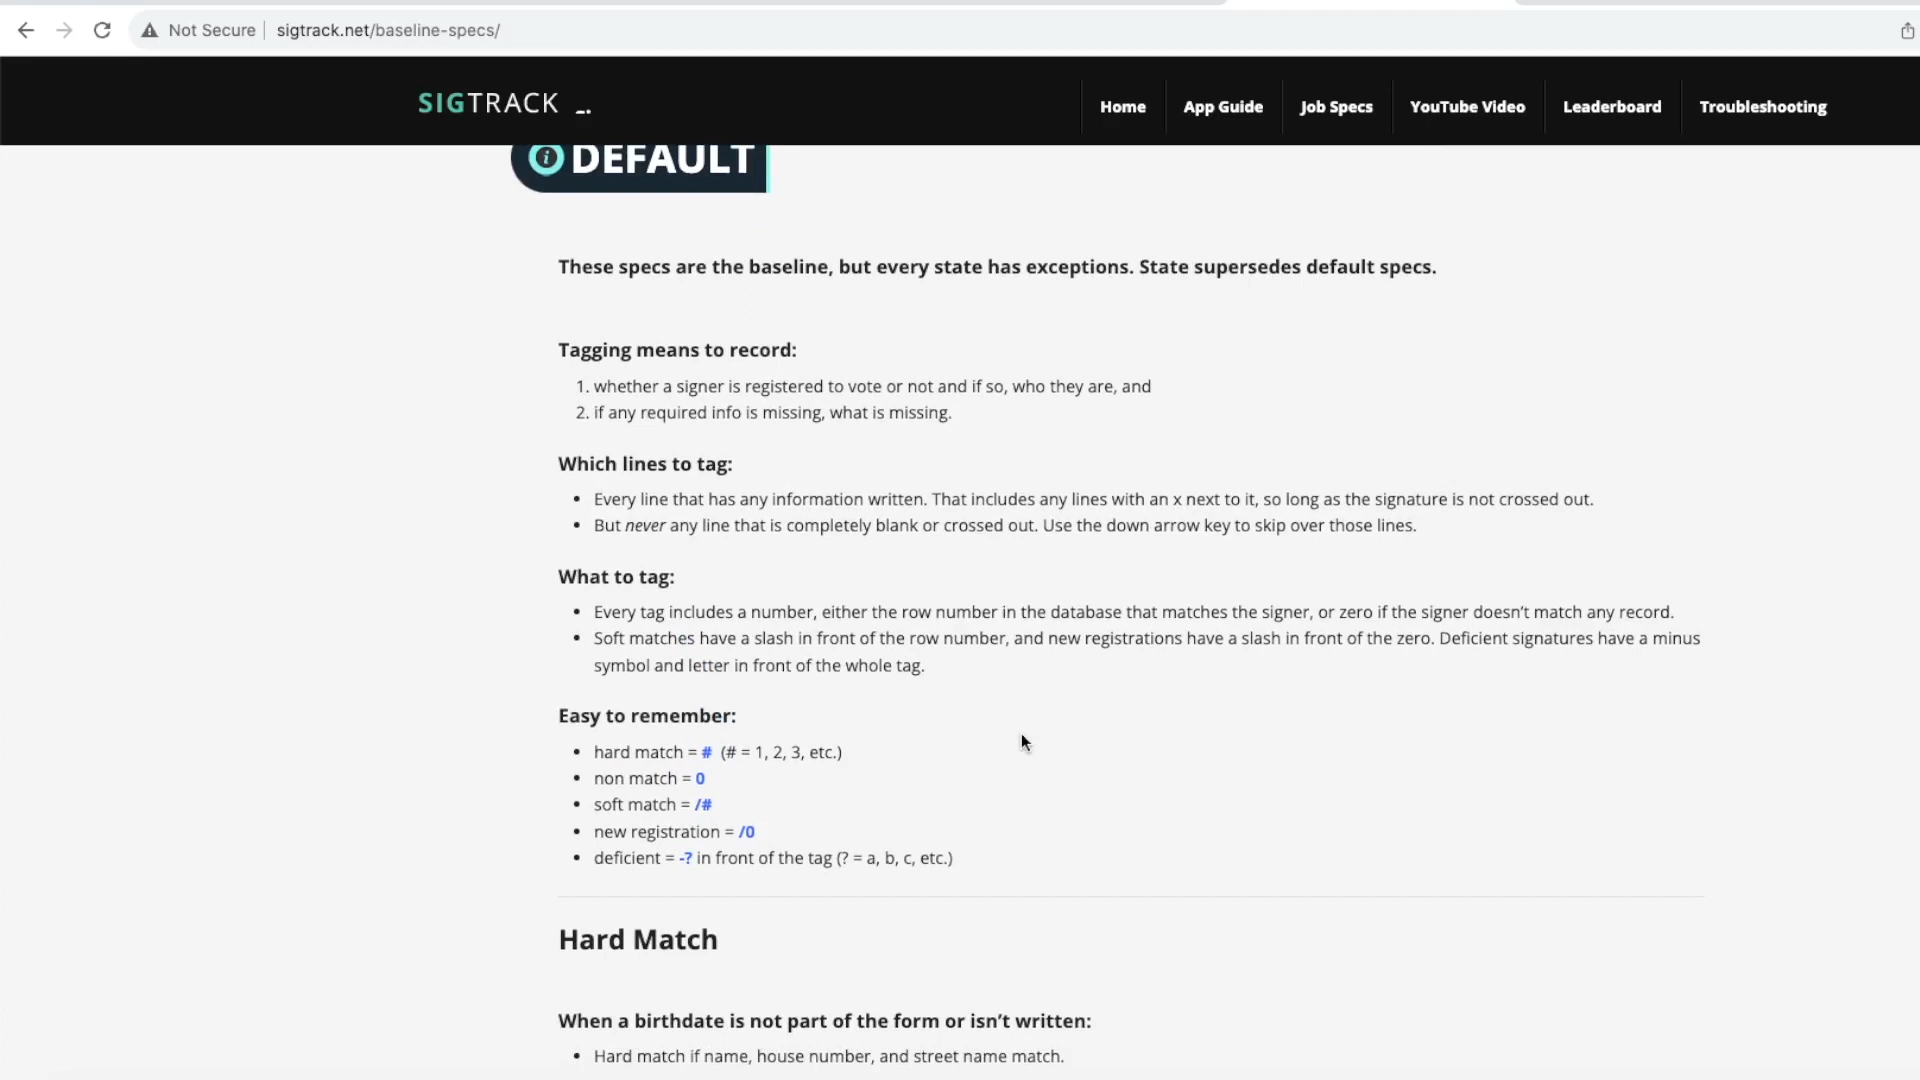 Not Secure | sigtrack.net/baseline-specs/
SIGTRACK
Home
App Guide
Job Specs
YouTube Video
Leaderboard
Troubleshooting
DEFAULT
These specs are the baseline, but every state has exceptions. State supersedes default specs.
Tagging means to record:
1. whether a signer is registered to vote or not and if so, who they are, and
2. if any required info is missing, what is missing.
Which lines to tag:
• Every line that has any information written. That includes any lines with an x next to it, so long as the signature is not crossed out.
• But never any line that is completely blank or crossed out. Use the down arrow key to skip over those lines.
What to tag:
• Every tag includes a number, either the row number in the database that matches the signer, or zero if the signer doesn’t match any record.
• Soft matches have a slash in front of the row number, and new registrations have a slash in front of the zero. Deficient signatures have a minus
symbol and letter in front of the whole tag.
Easy to remember:
• hard match = # (# = 1, 2, 3, etc.)
• non match = 0
• soft match = /#
• new registration = /0
• deficient = -? in front of the tag (? = a, b, c, etc.)
Hard Match
When a birthdate is not part of the form or isn’t written:
• Hard match if name, house number, and street name match.